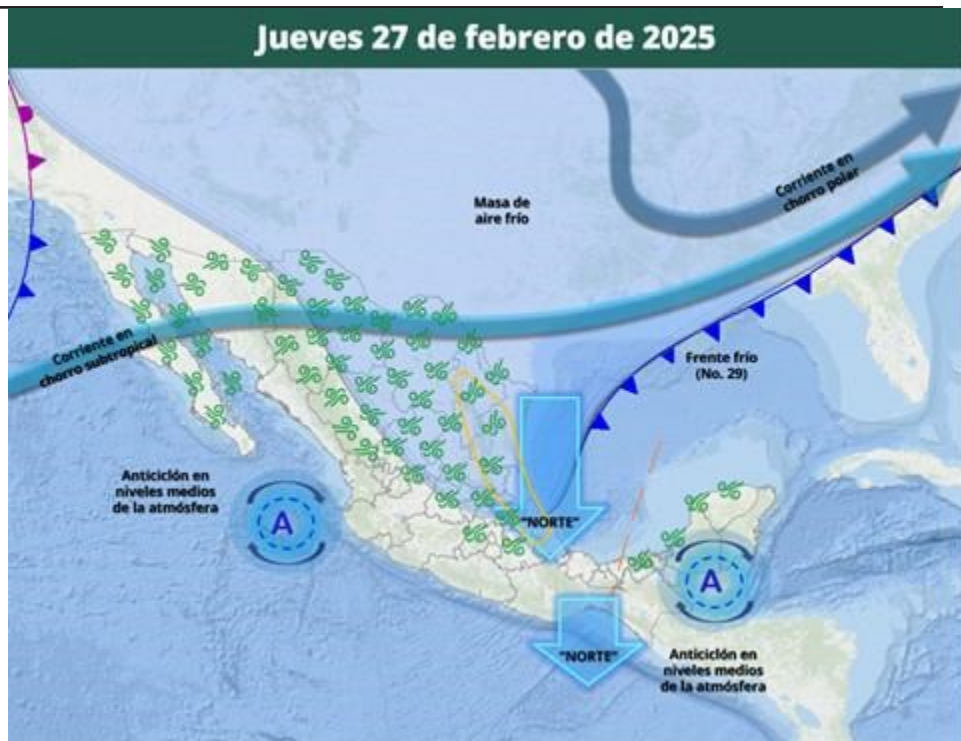 Jueves 27 de febrero de 2025
Corriente en
chorro polar
Masa de
aire frío
Corriente en
chorro subtropical
Frente frío
(No. 29)
Anticiclón en
niveles medios
de la atmósfera
A
"NORTE"
A
"NORTE"
Anticiclón en
niveles medios
de la atmósfera